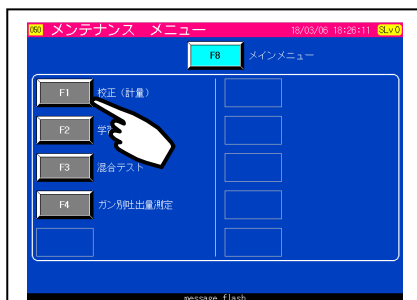 050 メンテナンス メニュー 18/03/06 18:26:11 SLv0
F8 メインメニュー
F1 校正（計量）
F2 学
F3 混合テスト
F4 ガン別吐出量測定
message flash